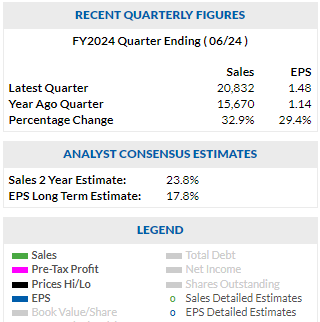 RECENT QUARTERLY FIGURES
FY2024 Quarter Ending ( 06/24 )
Sales EPS
Latest Quarter 20,832 1.48
Year Ago Quarter 15,670 1.14
Percentage Change 32.9% 29.4%
ANALYST CONSENSUS ESTIMATES
Sales 2 Year Estimate: 23.8%
EPS Long Term Estimate: 17.8%
LEGEND
Sales Total Debt
Pre-Tax Profit Net Income
Prices Hi/Lo Shares Outstanding
EPS o Sales Detailed Estimates
Book Value/Share o EPS Detailed Estimates